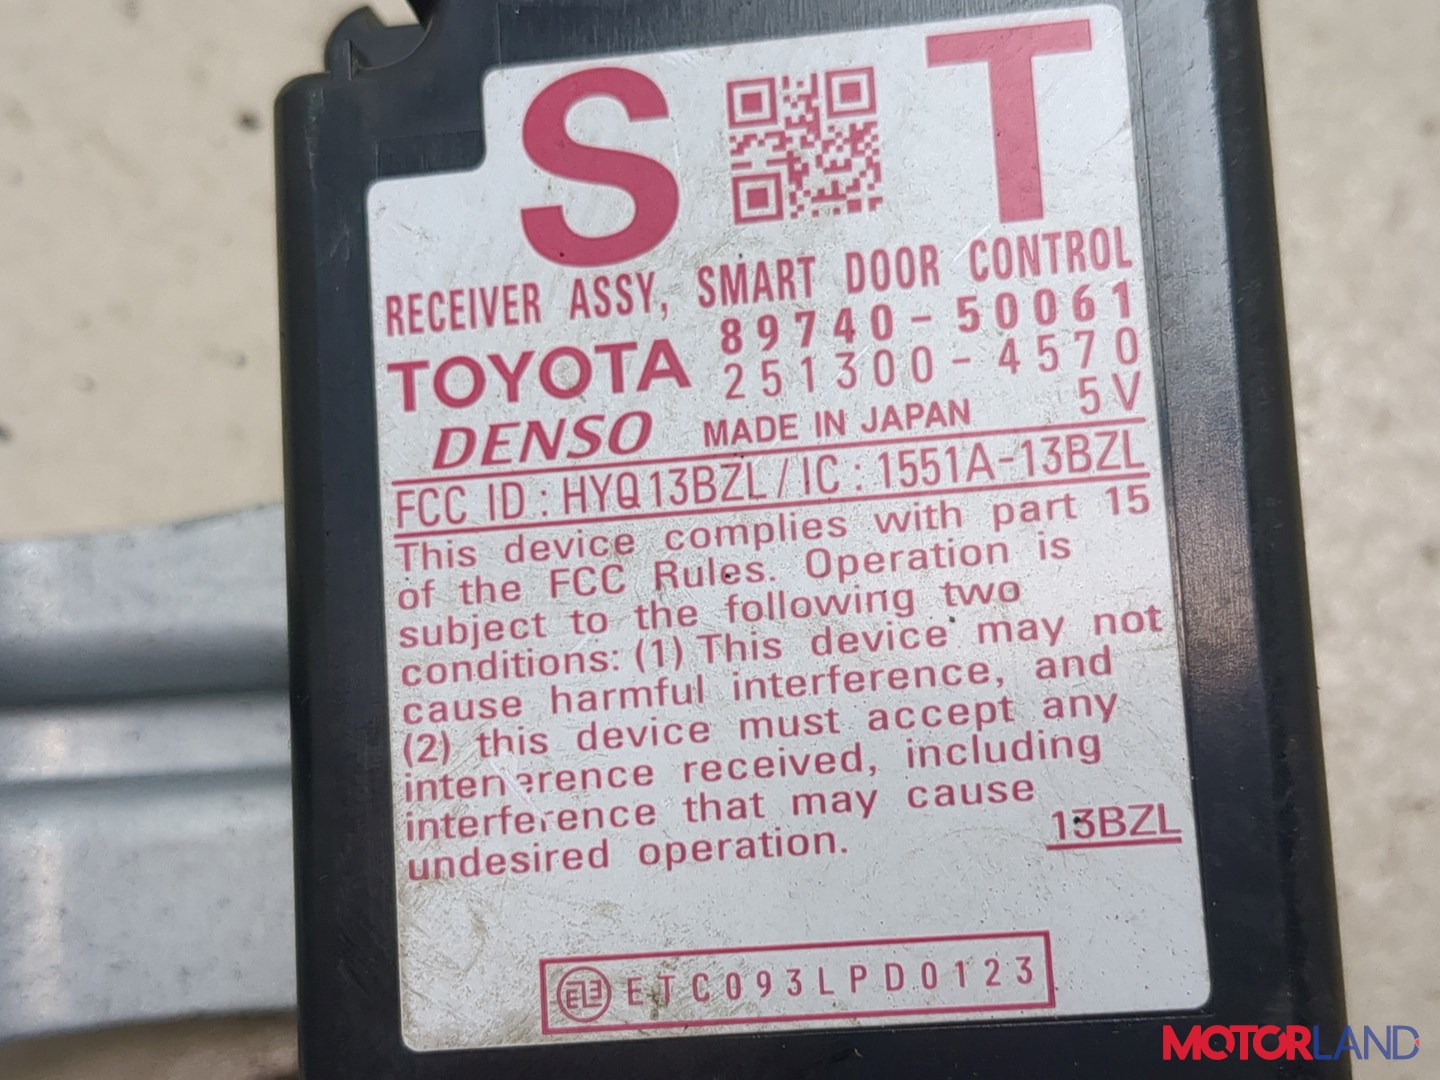 S T
RECEIVER ASSY, SMART DOOR CONTROL
TOYOTA 89740-50061
251300-4570
DENSO MADE IN JAPAN 5V
FCC ID : HYQ13BZL / IC : 1551A-13BZL
This device complies with part 15
of the FCC Rules. Operation is
subject to the following two
conditions: (1) This device may not
cause harmful interference, and
(2) this device must accept any
interference received, including
interference that may cause
undesired operation.
13BZL
ETC093LPD0123
MOTORLAND